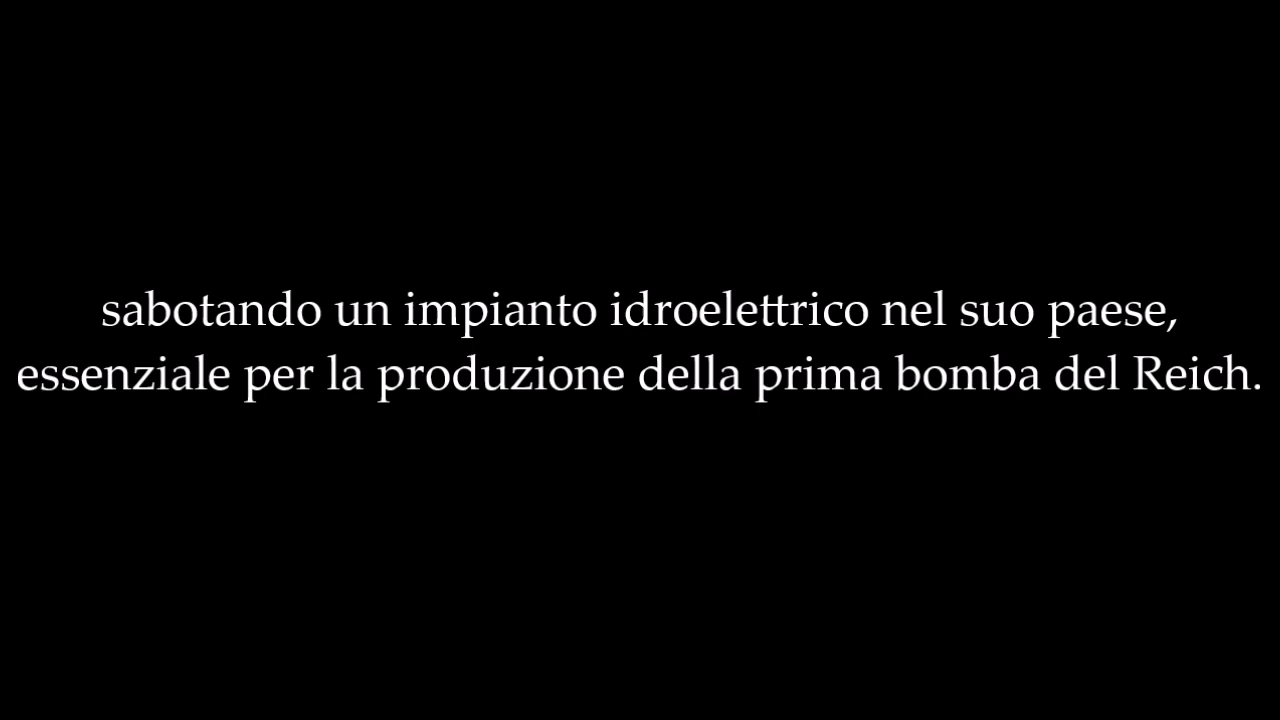 sabotando un impianto idroelettrico nel suo paese,
essenziale per la produzione della prima bomba del Reich.